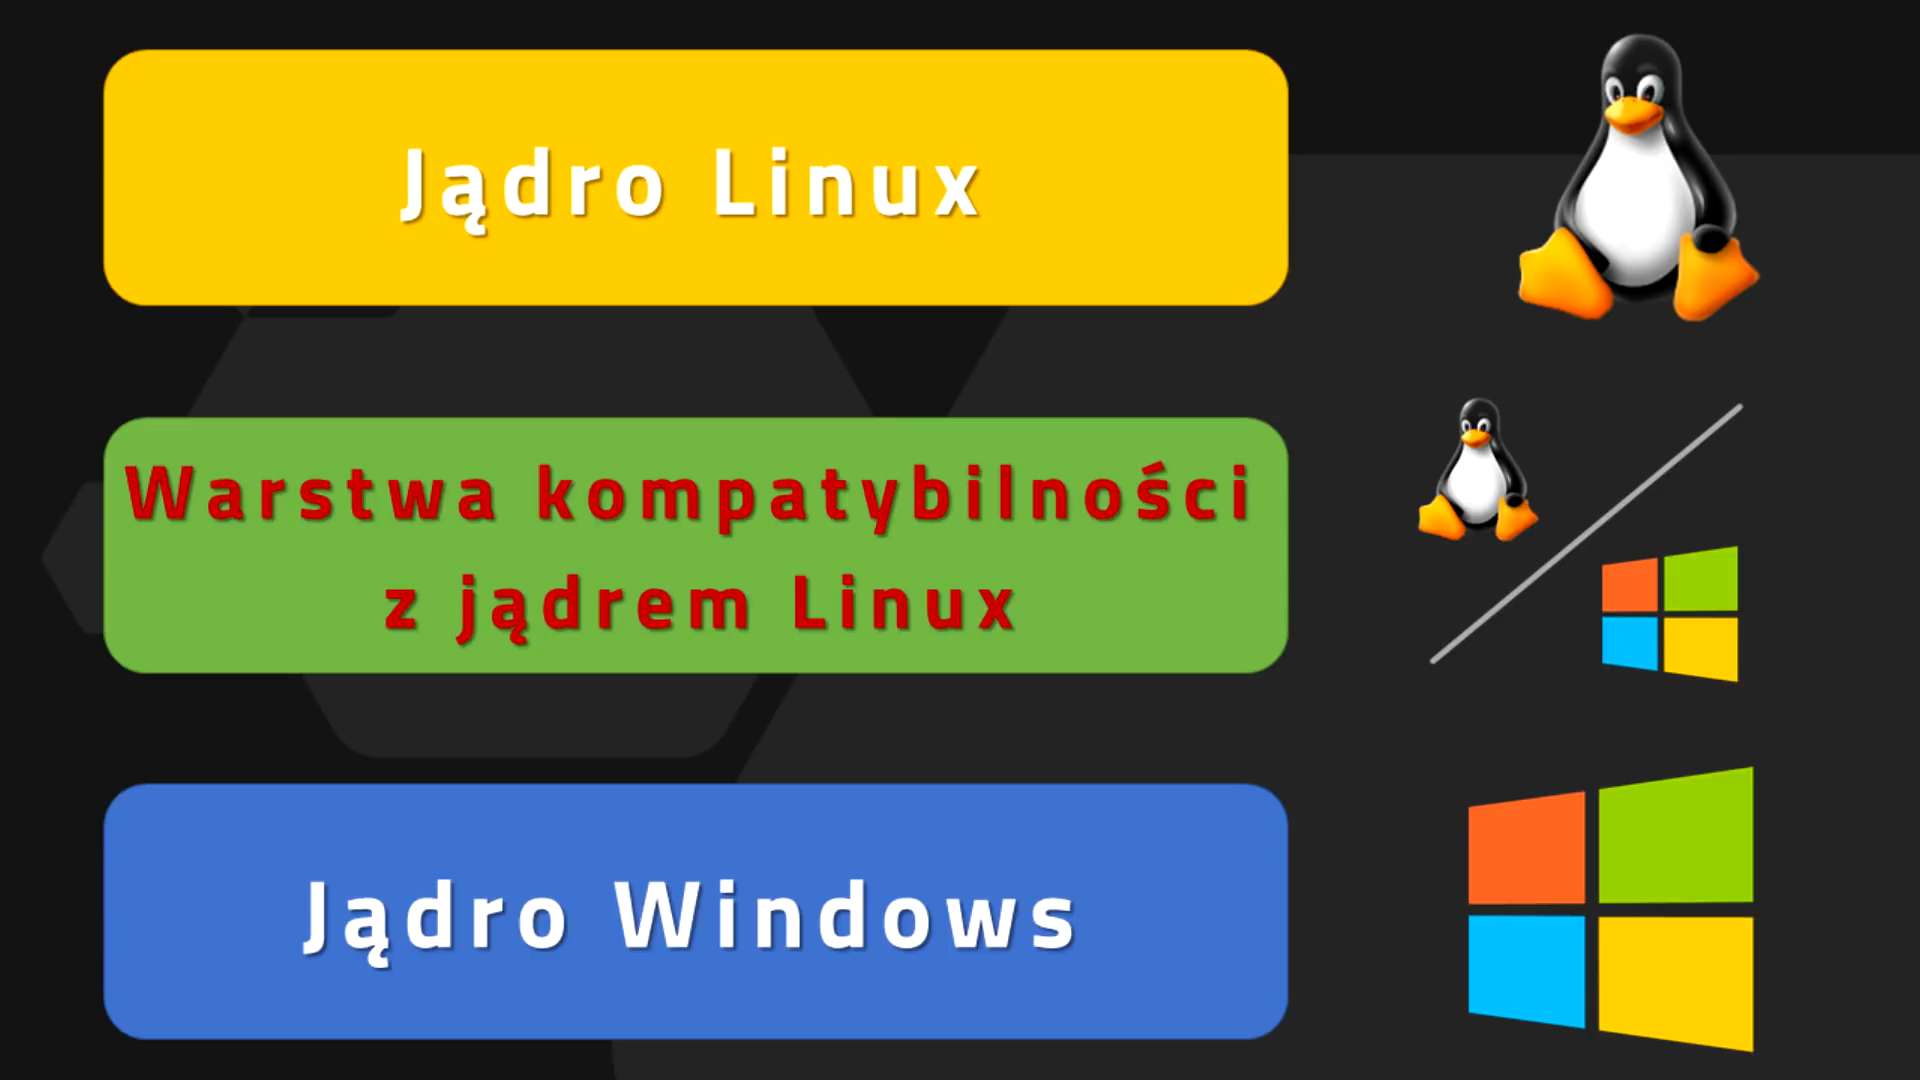 Jądro Linux
Warstwa kompatybilności
z jądrem Linux
Jądro Windows